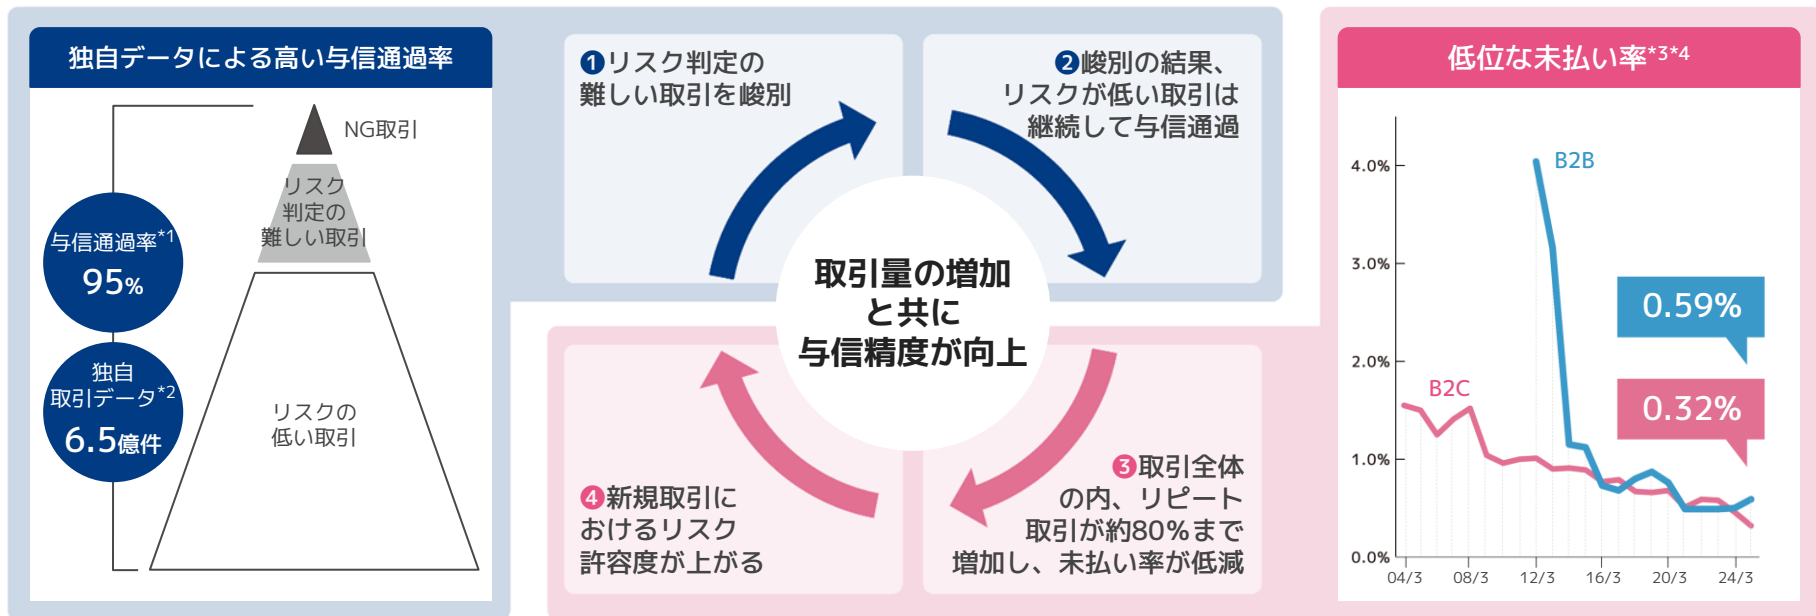 独自データによる高い与信通過率
NG取引
リスク
判定の
難しい取引
与信通過率*1
95%
独自
取引データ*2
6.5億件
リスクの
低い取引
❶リスク判定の
難しい取引を峻別
❷峻別の結果、
リスクが低い取引は
継続して与信通過
取引量の増加
と共に
与信精度が向上
❸取引全体
の内、リピート
取引が約80%まで
増加し、未払い率が低減
❹新規取引に
おけるリスク
許容度が上がる
低位な未払い率*3*4
4.0%
3.0%
2.0%
1.0%
0.0%
B2B
B2C
0.59%
0.32%
04/3 08/3 12/3 16/3 20/3 24/3